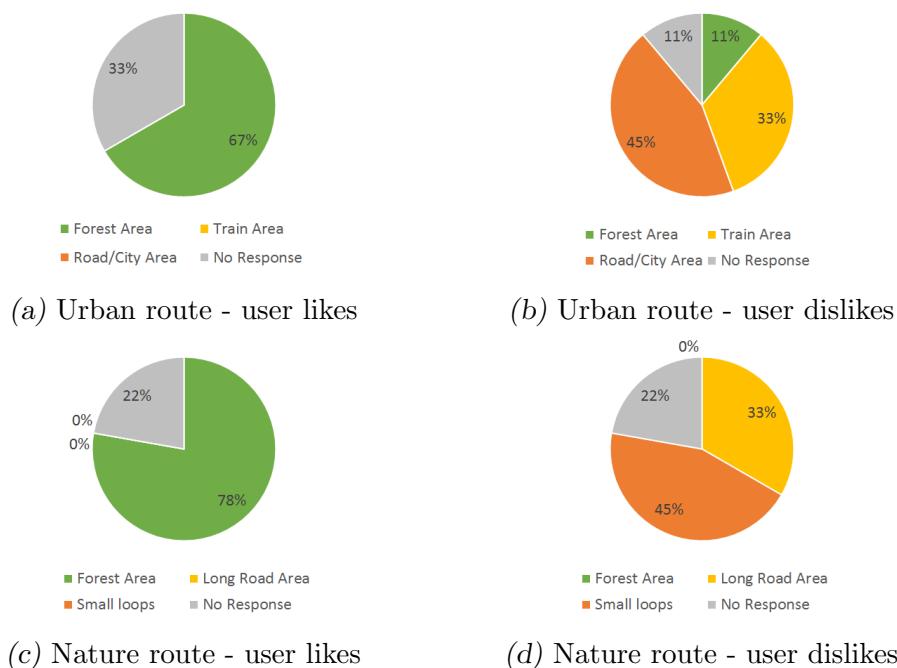 33%
67%
Forest Area Train Area
Road/City Area No Response
(a) Urban route - user likes
11% 11%
33%
45%
Forest Area Train Area
Road/City Area No Response
(b) Urban route - user dislikes
22%
0%
0%
78%
Forest Area Long Road Area
Small loops No Response
(c) Nature route - user likes
0%
22% 33%
45%
Forest Area Long Road Area
Small loops No Response
(d) Nature route - user dislikes